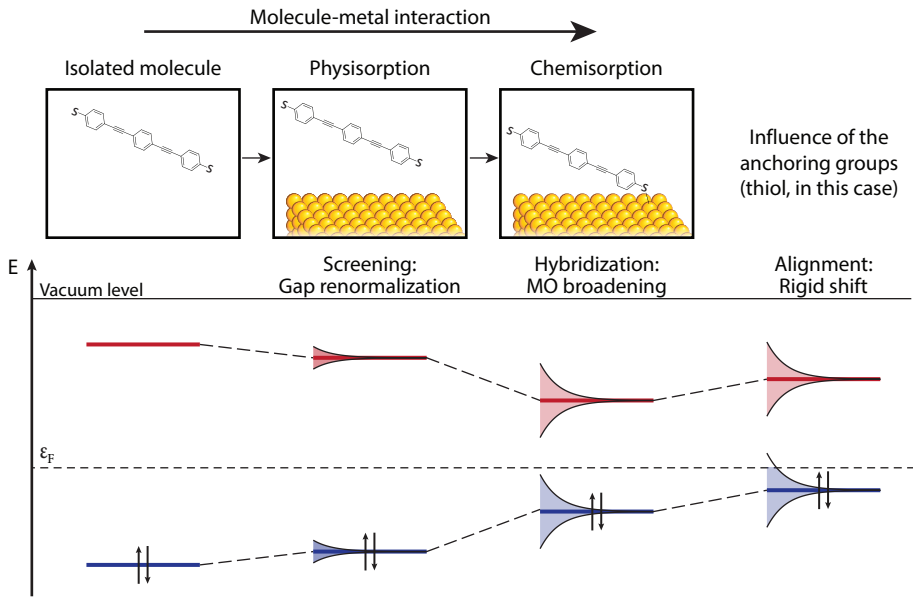 Molecule-metal interaction
Isolated molecule
Physisorption
Chemisorption
S
S
S
S
S
S
Influence of the
anchoring groups
(thiol, in this case)
E
Screening:
Gap renormalization
Hybridization:
MO broadening
Alignment:
Rigid shift
Vacuum level
εF